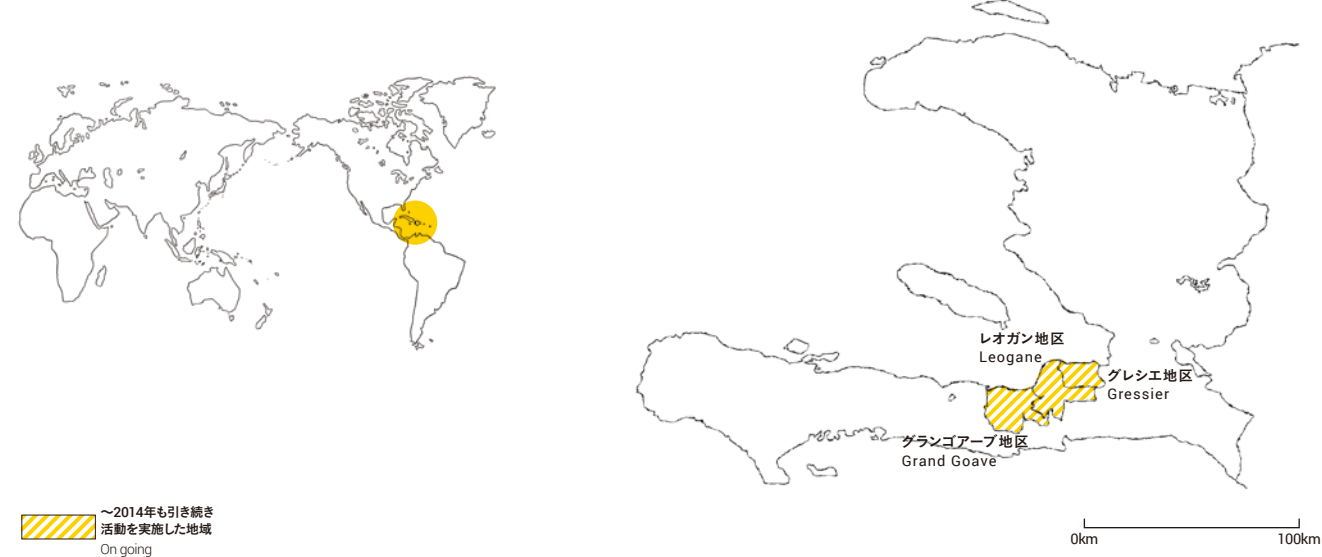 レオガン地区
Leogane
グレシエ地区
Gressier
グランゴアーブ地区
Grand Goave
～2014年も引き続き
活動を実施した地域
On going
0km
100km